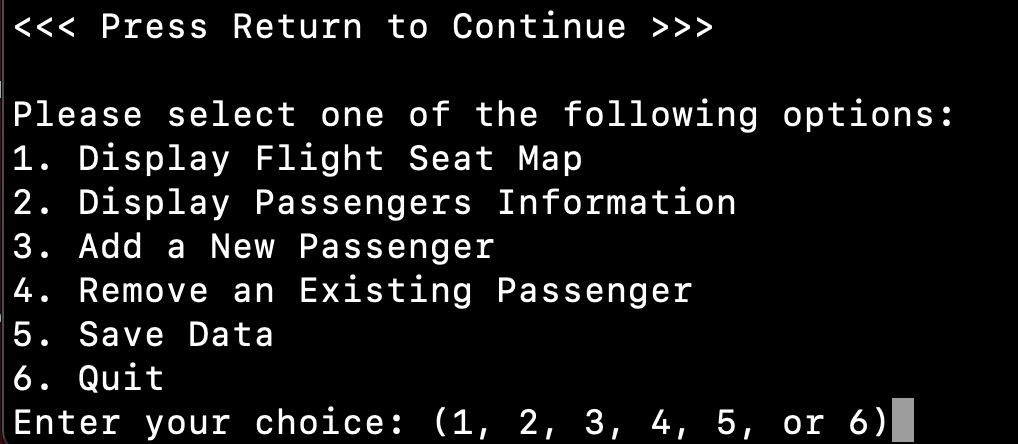 <<< Press Return to Continue >>>
Please select one of the following options:
1. Display Flight Seat Map
2. Display Passengers Information
3. Add a New Passenger
4. Remove an Existing Passenger
5. Save Data
6. Quit
Enter your choice: (1, 2, 3, 4, 5, or 6)